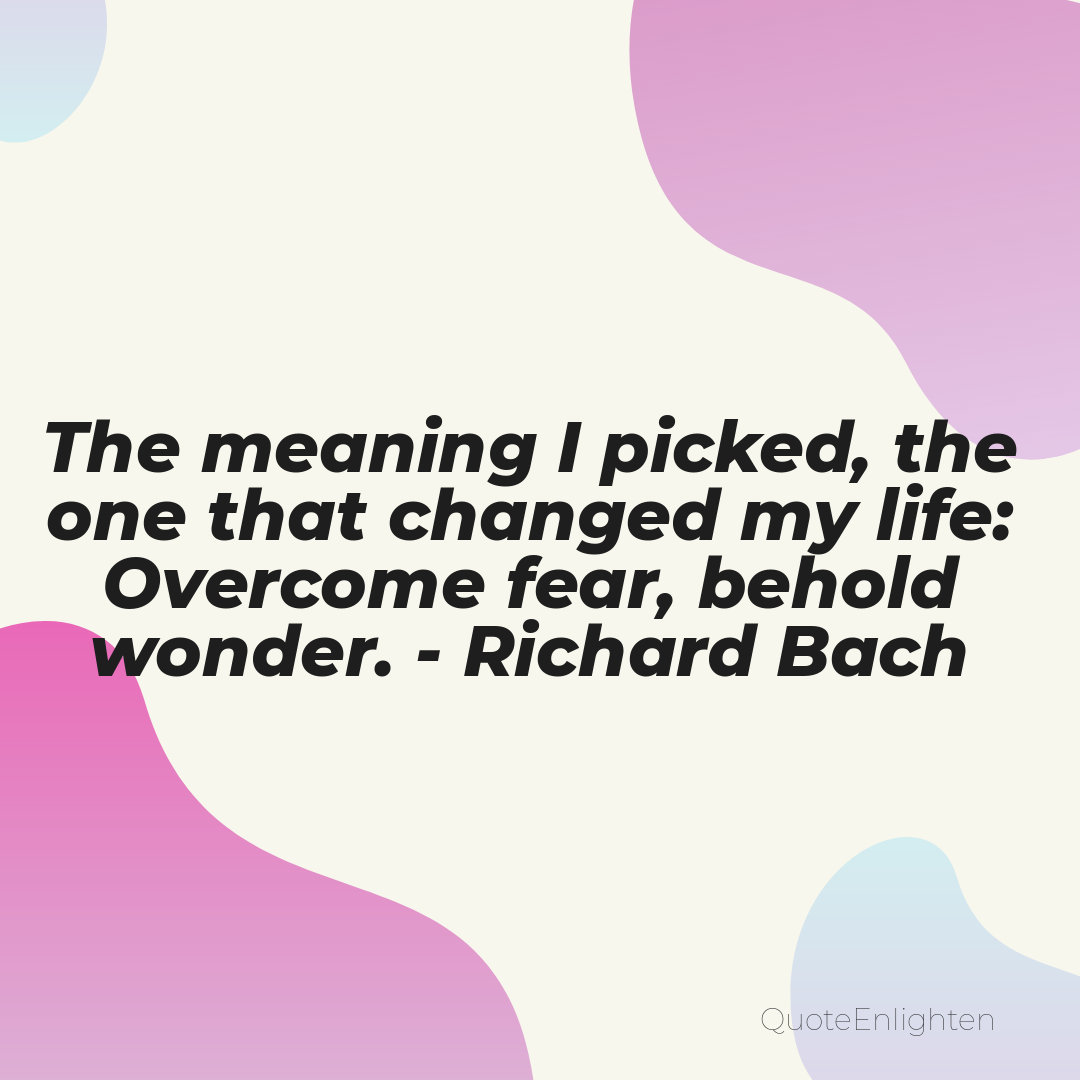 The meaning I picked, the
one that changed my life:
Overcome fear, behold
wonder. - Richard Bach
QuoteEnlighten